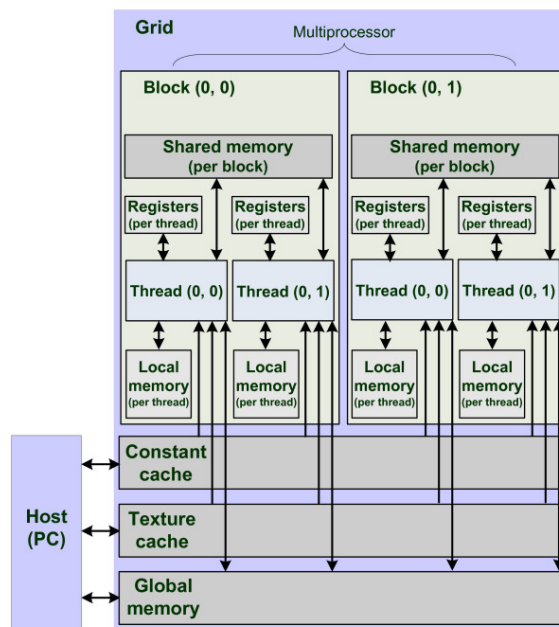 Grid
Multiprocessor
Block (0, 0)
Block (0, 1)
Shared memory
(per block)
Shared memory
(per block)
Registers
(per thread)
Registers
(per thread)
Registers
(per thread)
Registers
(per thread)
Thread (0, 0)
Thread (0, 1)
Thread (0, 0)
Thread (0, 1)
Local
memory
(per thread)
Local
memory
(per thread)
Local
memory
(per thread)
Local
memory
(per thread)
Host
(PC)
Constant
cache
Texture
cache
Global
memory